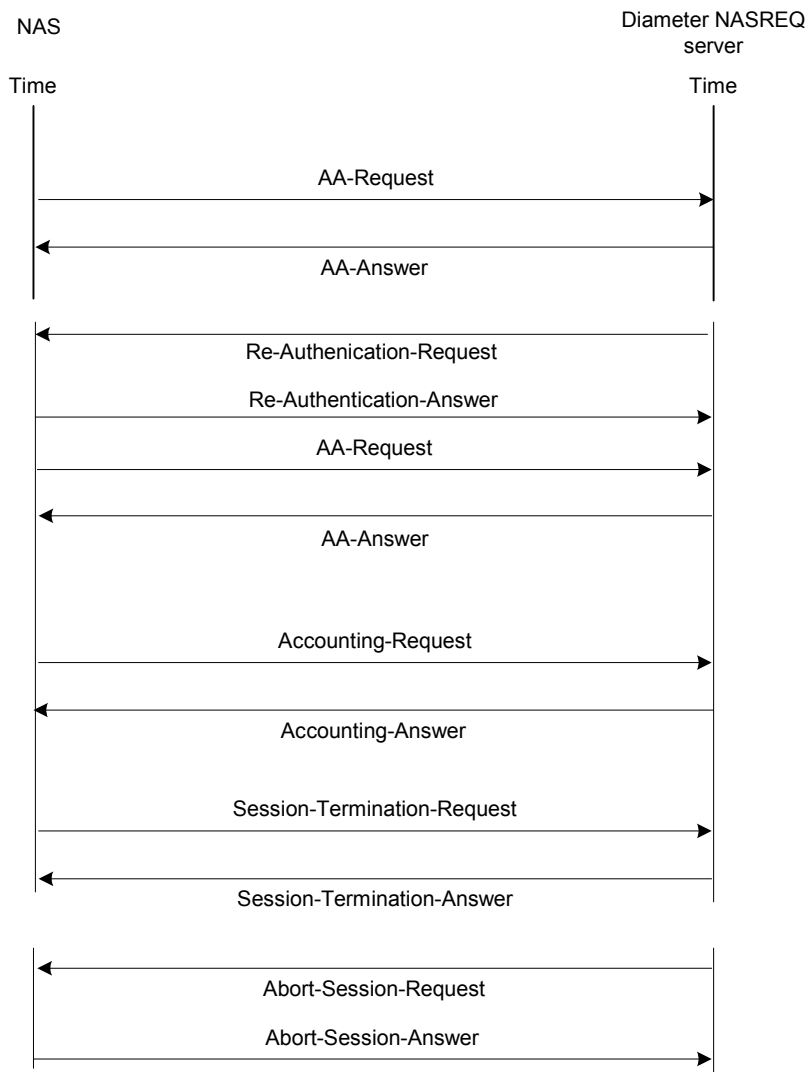 NAS
Diameter NASREQ
server
Time
Time
AA-Request
AA-Answer
Re-Authenication-Request
Re-Authentication-Answer
AA-Request
AA-Answer
Accounting-Request
Accounting-Answer
Session-Termination-Request
Session-Termination-Answer
Abort-Session-Request
Abort-Session-Answer